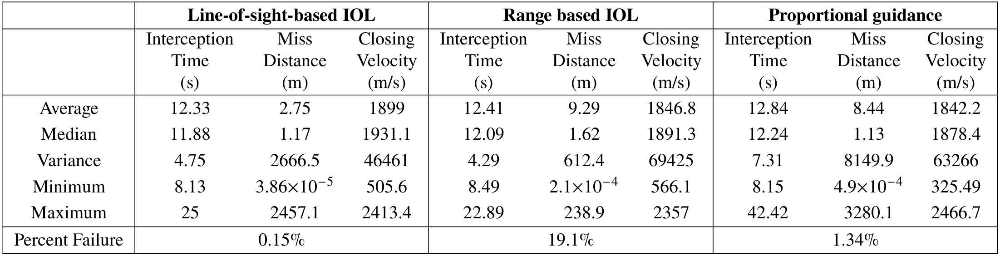 Line-of-sight-based IOL Range based IOL Proportional guidance
Interception Miss Closing Interception Miss Closing Interception Miss Closing
Time Distance Velocity Time Distance Velocity Time Distance Velocity
(s) (m) (m/s) (s) (m) (m/s) (s) (m) (m/s)
Average 12.33 2.75 1899 12.41 9.29 1846.8 12.84 8.44 1842.2
Median 11.88 1.17 1931.1 12.09 1.62 1891.3 12.24 1.13 1878.4
Variance 4.75 2666.5 46461 4.29 612.4 69425 7.31 8149.9 63266
Minimum 8.13 3.86×10⁻⁵ 505.6 8.49 2.1×10⁻⁴ 566.1 8.15 4.9×10⁻⁴ 325.49
Maximum 25 2457.1 2413.4 22.89 238.9 2357 42.42 3280.1 2466.7
Percent Failure 0.15% 19.1% 1.34%